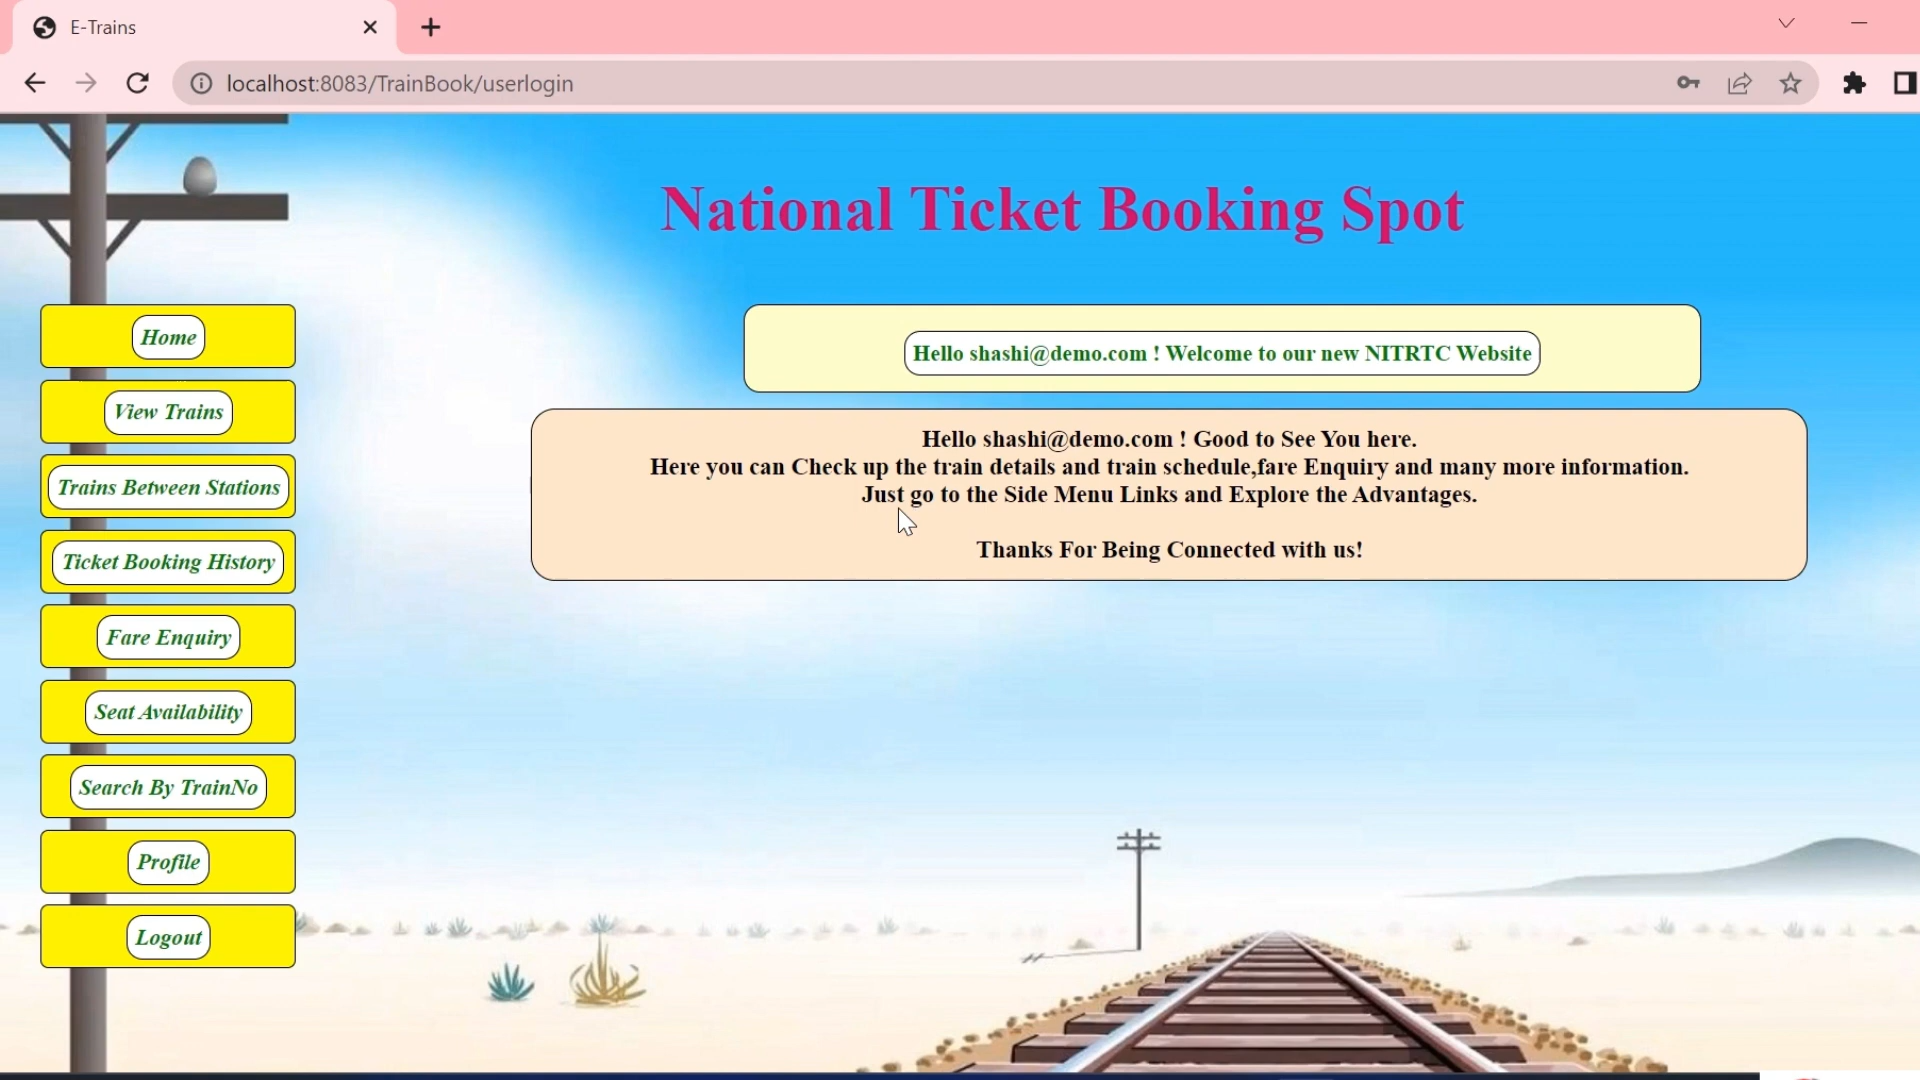 E-Trains
localhost:8083/TrainBook/userlogin
National Ticket Booking Spot
Home
View Trains
Trains Between Stations
Ticket Booking History
Fare Enquiry
Seat Availability
Search By TrainNo
Profile
Logout
Hello shashi@demo.com ! Welcome to our new NITRTC Website
Hello shashi@demo.com ! Good to See You here.
Here you can Check up the train details and train schedule,fare Enquiry and many more information.
Just go to the Side Menu Links and Explore the Advantages.
Thanks For Being Connected with us!